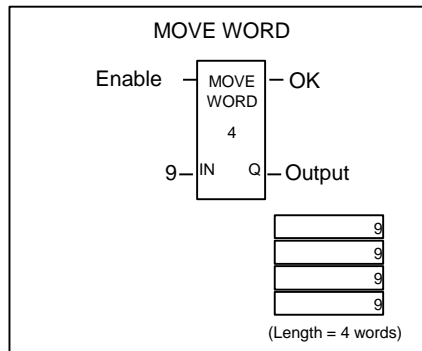 MOVE WORD
Enable MOVE OK
WORD
4
9 IN Q Output
9
9
9
9
(Length = 4 words)